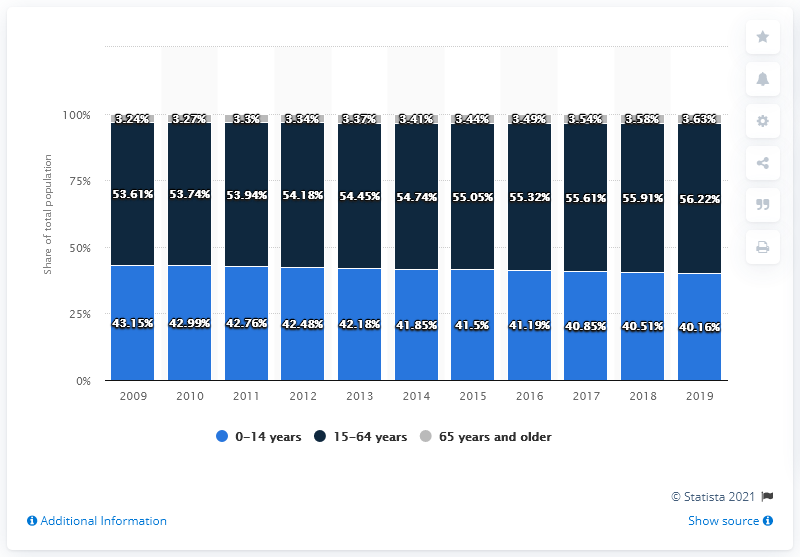 100%
75%
50%
25%
0%
Share of total population
3.24% 3.27% 3.3% 3.34% 3.37% 3.41% 3.44% 3.49% 3.54% 3.58% 3.63%
53.61% 53.74% 53.94% 54.18% 54.45% 54.74% 55.05% 55.32% 55.61% 55.91% 56.22%
43.15% 42.99% 42.76% 42.48% 42.18% 41.85% 41.5% 41.19% 40.85% 40.51% 40.16%
2009 2010 2011 2012 2013 2014 2015 2016 2017 2018 2019
0-14 years 15-64 years 65 years and older
© Statista 2021
Additional Information
Show source